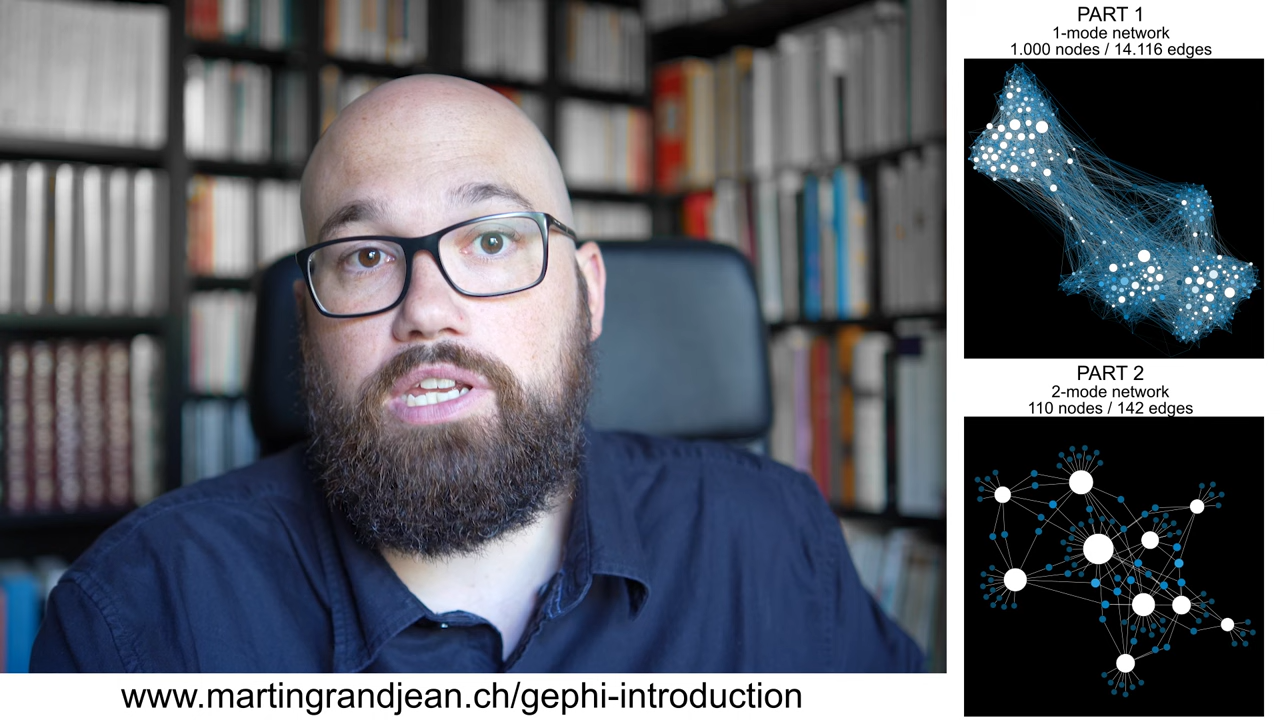 PART 1
1-mode network
1.000 nodes / 14.116 edges
PART 2
2-mode network
110 nodes / 142 edges
www.martingrandjean.ch/gephi-introduction